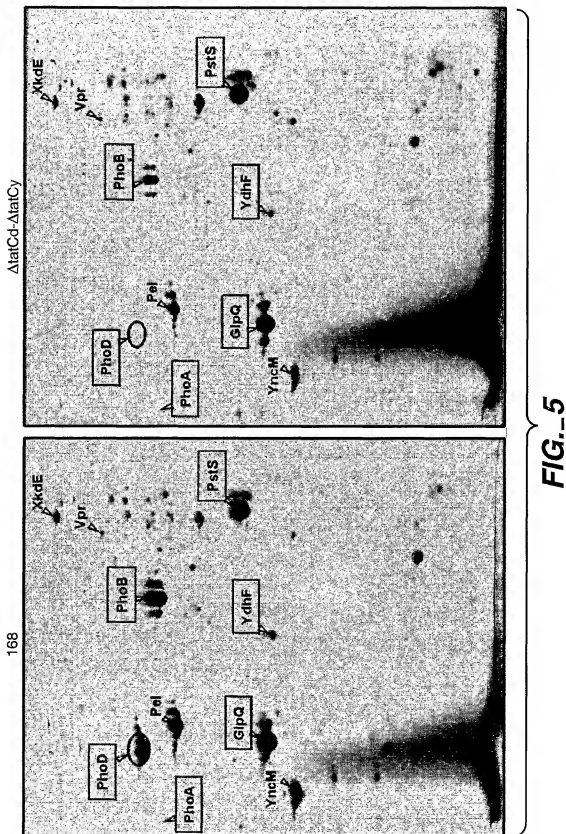 168
XkdE
Vpr
PhoD
PhoB
Pel
PhoA
PstS
GlpQ
YdhF
YncM
ΔtatCd-ΔtatCy
XkdE
Vpr
PhoD
PhoB
Pel
PhoA
PstS
GlpQ
YdhF
YncM
FIG._5